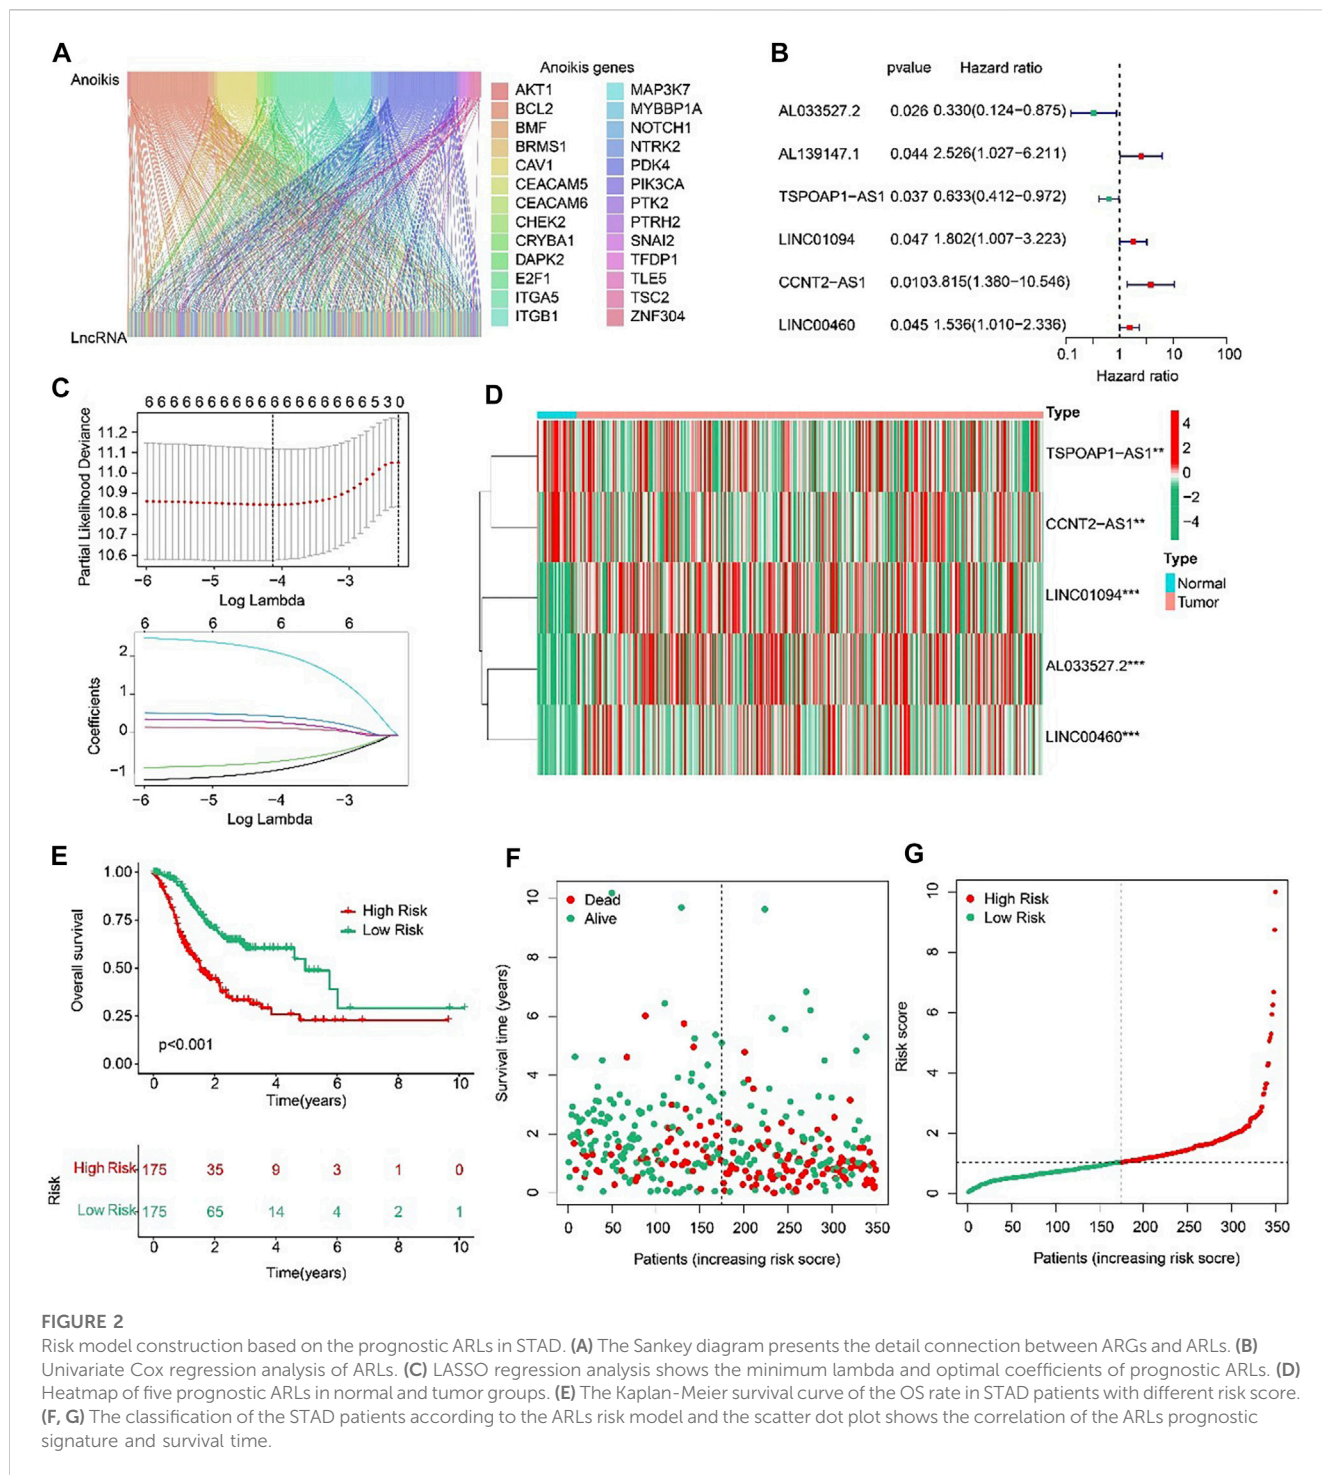 A
Anoikis
LncRNA
Anoikis genes
AKT1
BCL2
BMF
BRMS1
CAV1
CEACAM5
CEACAM6
CHEK2
CRYBA1
DAPK2
E2F1
ITGA5
ITGB1
MAP3K7
MYBBP1A
NOTCH1
NTRK2
PDK4
PIK3CA
PTK2
PTRH2
SNAI2
TFDP1
TLE5
TSC2
ZNF304
B
pvalue Hazard ratio
AL033527.2 0.026 0.330(0.124−0.875)
AL139147.1 0.044 2.526(1.027−6.211)
TSPOAP1−AS1 0.037 0.633(0.412−0.972)
LINC01094 0.047 1.802(1.007−3.223)
CCNT2−AS1 0.010 3.815(1.380−10.546)
LINC00460 0.045 1.536(1.010−2.336)
0.1 1 10 100
Hazard ratio
C
6 6 6 6 6 6 6 6 6 6 6 6 6 6 6 6 6 6 5 3 0
Partial Likelihood Deviance
11.2
11.1
11.0
10.9
10.8
10.7
10.6
−6 −5 −4 −3
Log Lambda
6 6 6 6
Coefficients
2
1
0
−1
−6 −5 −4 −3
Log Lambda
D
Type
TSPOAP1−AS1**
CCNT2−AS1**
LINC01094***
AL033527.2***
LINC00460***
4
2
0
−2
−4
Type
Normal
Tumor
E
Overall survival
1.00
0.75
0.50
0.25
0.00
High Risk
Low Risk
p<0.001
0 2 4 6 8 10
Time(years)
Risk
High Risk 175 35 9 3 1 0
Low Risk 175 65 14 4 2 1
0 2 4 6 8 10
Time(years)
F
Survival time (years)
10
8
6
4
2
0
Dead
Alive
0 50 100 150 200 250 300 350
Patients (increasing risk socre)
G
Risk score
10
8
6
4
2
0
High Risk
Low Risk
0 50 100 150 200 250 300 350
Patients (increasing risk socre)
FIGURE 2
Risk model construction based on the prognostic ARLs in STAD. (A) The Sankey diagram presents the detail connection between ARGs and ARLs. (B)
Univariate Cox regression analysis of ARLs. (C) LASSO regression analysis shows the minimum lambda and optimal coefficients of prognostic ARLs. (D)
Heatmap of five prognostic ARLs in normal and tumor groups. (E) The Kaplan-Meier survival curve of the OS rate in STAD patients with different risk score.
(F, G) The classification of the STAD patients according to the ARLs risk model and the scatter dot plot shows the correlation of the ARLs prognostic
signature and survival time.